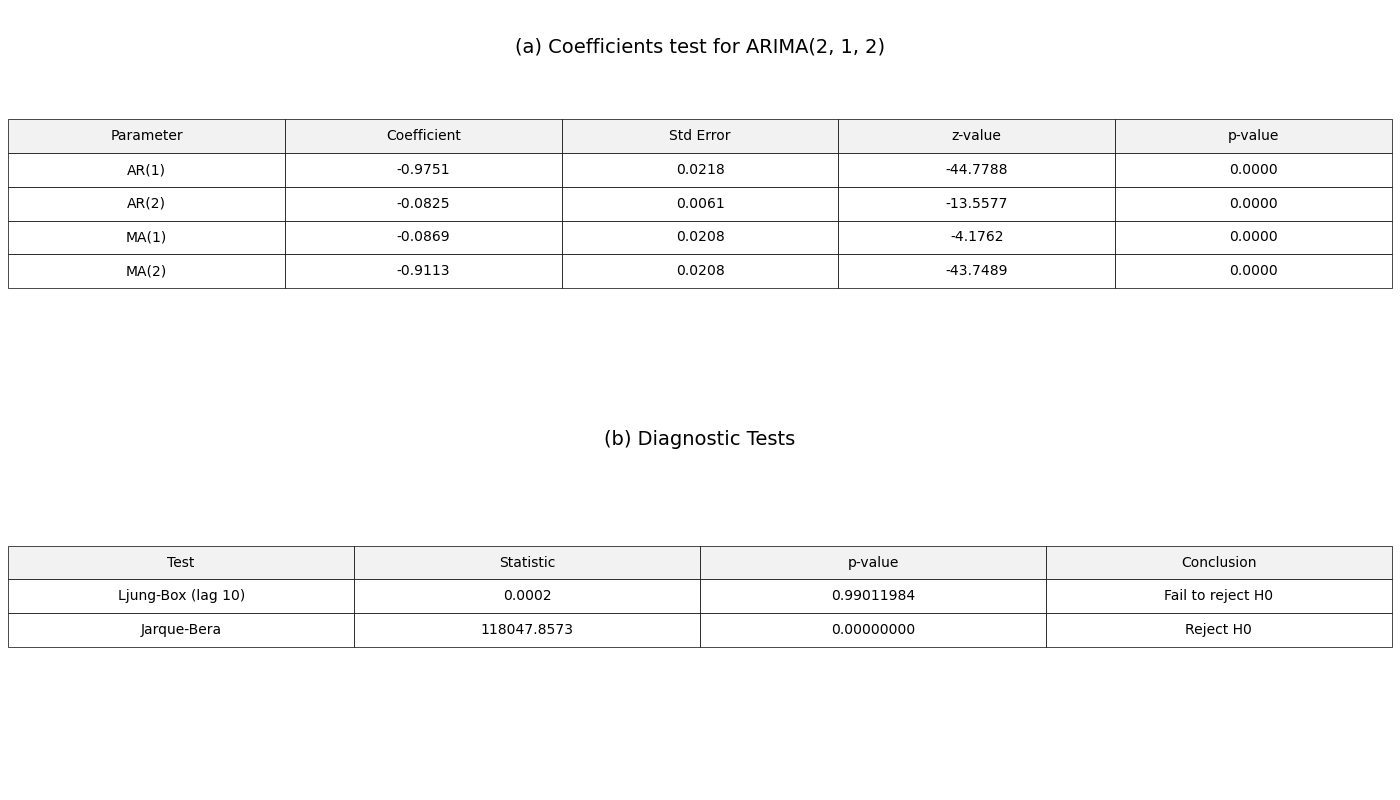 (a) Coefficients test for ARIMA(2, 1, 2)
Parameter Coefficient Std Error z-value p-value
AR(1) -0.9751 0.0218 -44.7788 0.0000
AR(2) -0.0825 0.0061 -13.5577 0.0000
MA(1) -0.0869 0.0208 -4.1762 0.0000
MA(2) -0.9113 0.0208 -43.7489 0.0000
(b) Diagnostic Tests
Test Statistic p-value Conclusion
Ljung-Box (lag 10) 0.0002 0.99011984 Fail to reject H0
Jarque-Bera 118047.8573 0.00000000 Reject H0